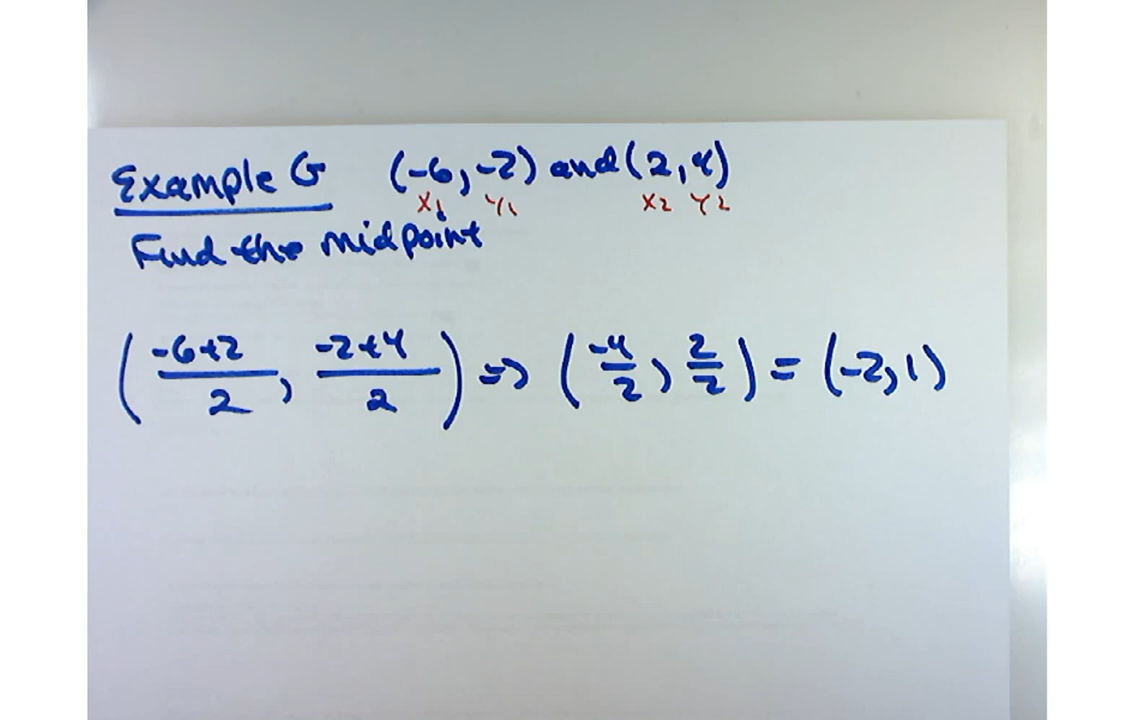 Example G (-6, -2) and (2, 4)
X1 Y1 X2 Y2
Find the midpoint
(-6+2/2, -2+4/2) => (-4/2, 2/2) = (-2, 1)